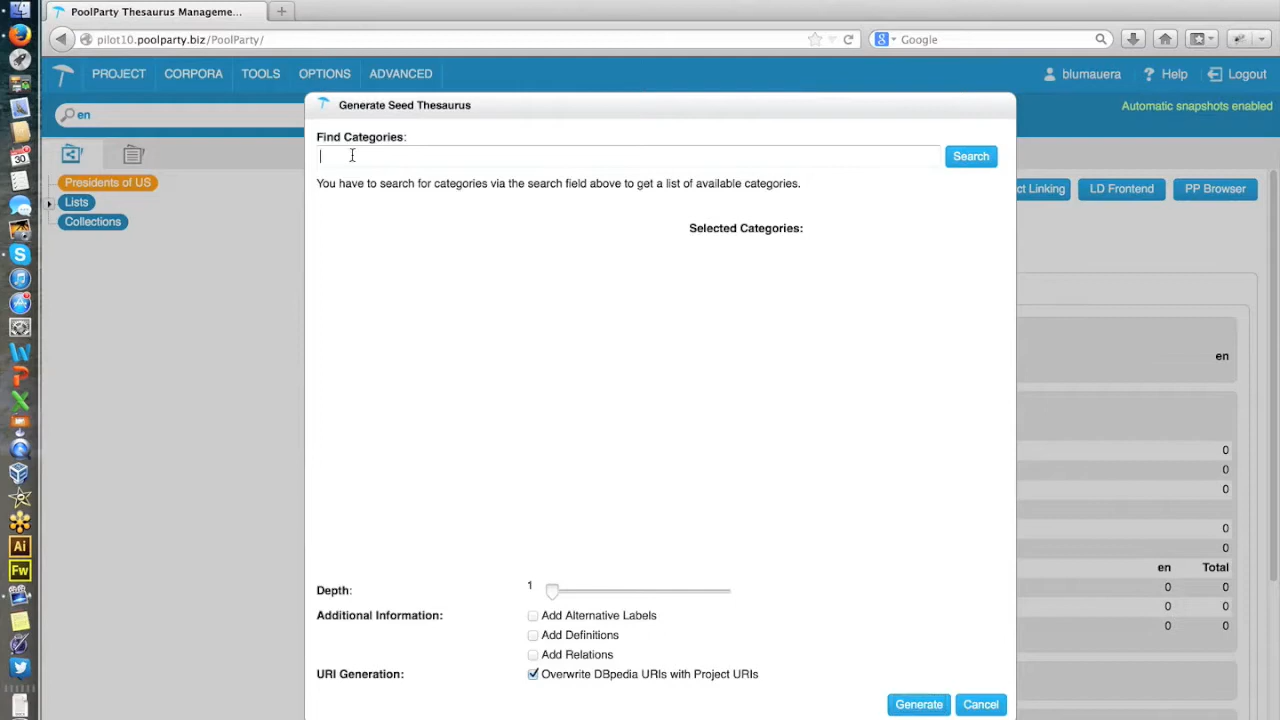 PoolParty Thesaurus Manageme...
pilot10.poolparty.biz/PoolParty/
Google
PROJECT CORPORA TOOLS OPTIONS ADVANCED
blumauera Help Logout
Automatic snapshots enabled
en
Generate Seed Thesaurus
Find Categories:
Search
You have to search for categories via the search field above to get a list of available categories.
Presidents of US
Lists
Collections
ct Linking LD Frontend PP Browser
Selected Categories:
en
0
0
0
0
0
en Total
0 0
0 0
0 0
Depth: 1
Additional Information: Add Alternative Labels
Add Definitions
Add Relations
URI Generation: Overwrite DBpedia URIs with Project URIs
Generate Cancel
30
Ai
Fw